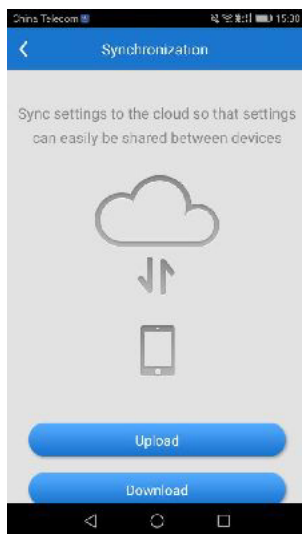 China Telecom 15:30
Synchronization
Sync settings to the cloud so that settings
can easily be shared between devices
Upload
Download